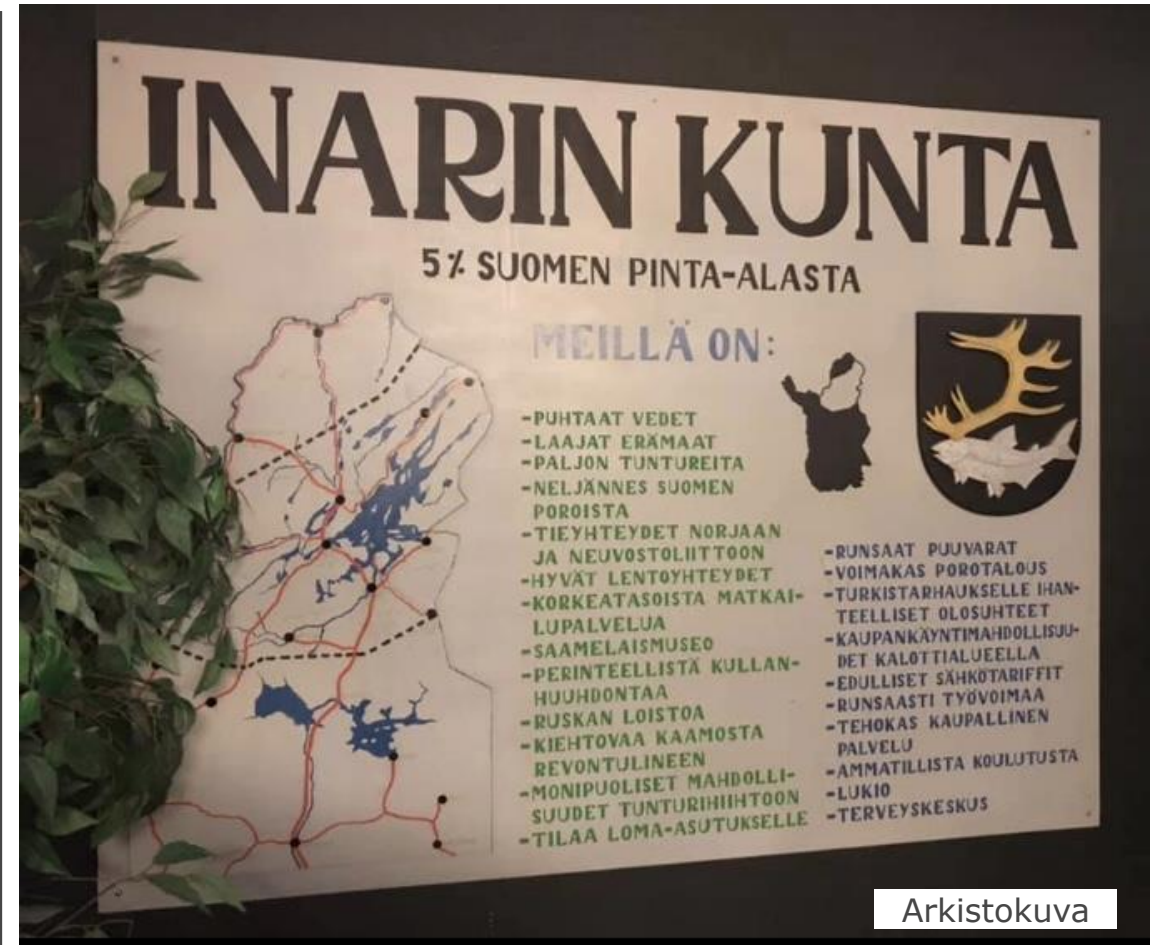 INARIN KUNTA
5% SUOMEN PINTA-ALASTA
MEILLÄ ON:
-PUHTAAT VEDET
-LAAJAT ERÄMAAT
-PALJON TUNTUREITA
-NELJÄNNES SUOMEN
POROISTA
-TIEYHTEYDET NORJAAN
JA NEUVOSTOLIITTOON
-HYVÄT LENTOYHTEYDET
-KORKEATASOISTA MATKAI-
LUPALVELUA
-SAAMELAISMUSEO
-PERINTEELLISTÄ KULLAN-
HUUHDONTAA
-RUSKAN LOISTOA
-KIEHTOVAA KAAMOSTA
REVONTULINEEN
-MONIPUOLISET MAHDOLLI-
SUUDET TUNTURIHIIHTOON
-TILAA LOMA-ASUTUKSELLE
-RUNSAAT PUUVARAT
-VOIMAKAS POROTALOUS
-TURKISTARHAUKSELLE IHAN-
TEELLISET OLOSUHTEET
-KAUPANKÄYNTIMAHDOLLISUU-
DET KALOTTIALUEELLA
-EDULLISET SÄHKÖTARIFFIT
-RUNSAASTI TYÖVOIMAA
-TEHOKAS KAUPALLINEN
PALVELU
-AMMATILLISTA KOULUTUSTA
-LUKIO
-TERVEYSKESKUS
Arkistokuva